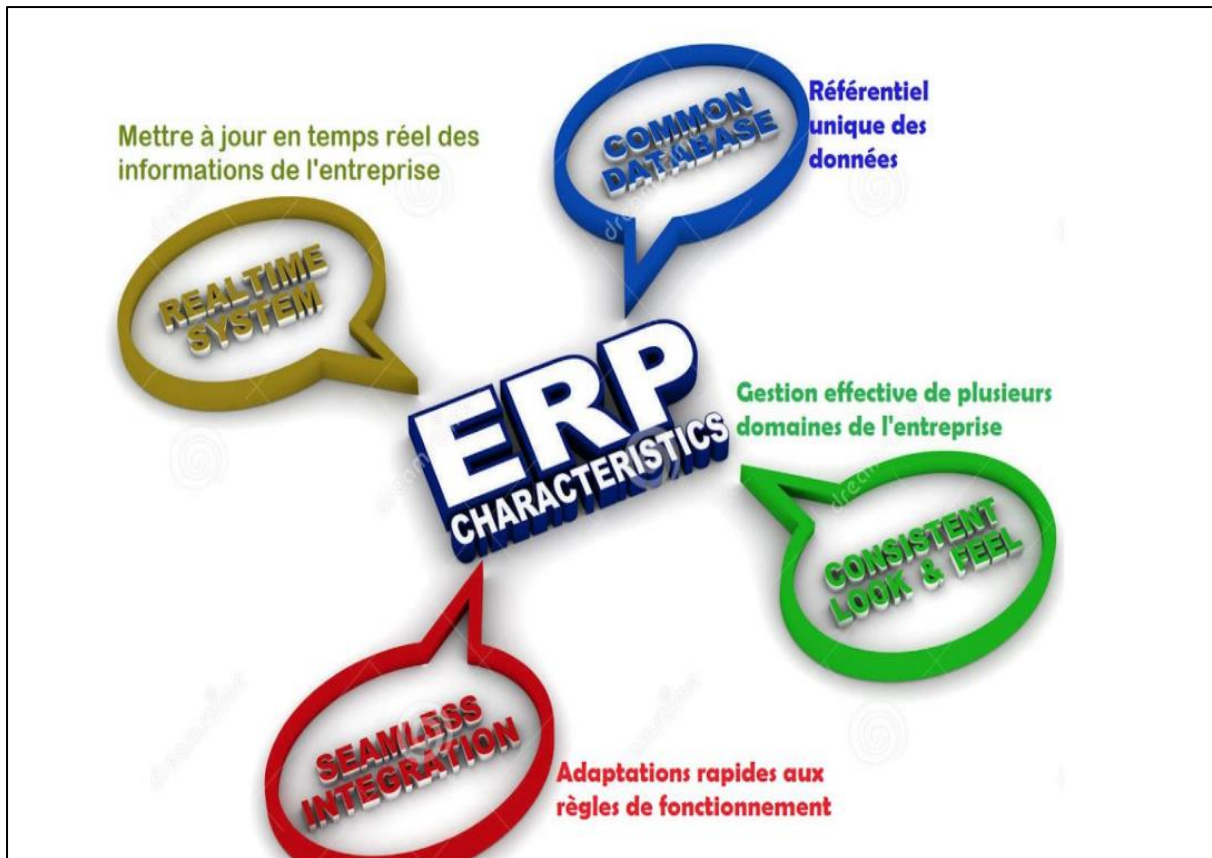 Mettre à jour en temps réel des
informations de l'entreprise
COMMON
DATABASE
Référentiel
unique des
données
REALTIME
SYSTEM
ERP
CHARACTERISTICS
Gestion effective de plusieurs
domaines de l'entreprise
CONSISTENT
LOOK & FEEL
SEAMLESS
INTEGRATION
Adaptations rapides aux
règles de fonctionnement